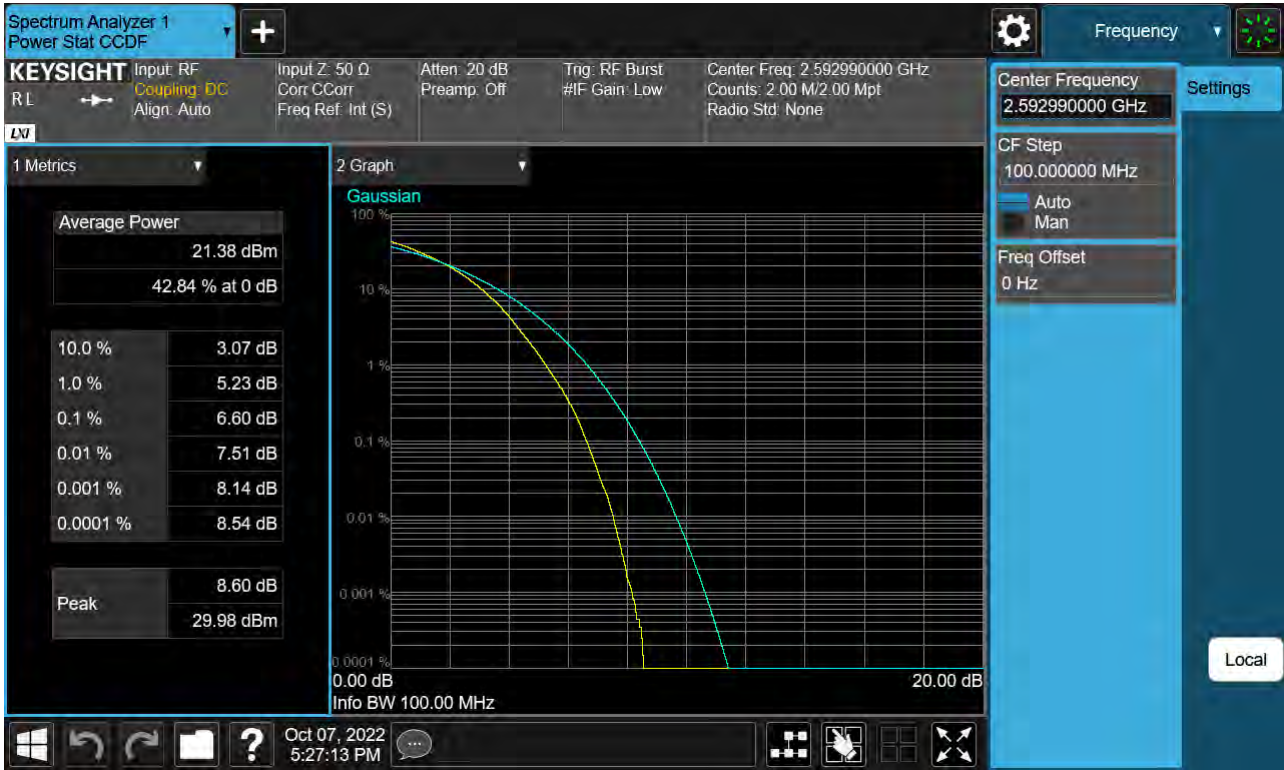 Spectrum Analyzer 1
Power Stat CCDF
+
Frequency
KEYSIGHT
RL
LXI
Input: RF
Coupling: DC
Align: Auto
Input Z: 50 Ω
Corr CCorr
Freq Ref: Int (S)
Atten: 20 dB
Preamp: Off
Trig: RF Burst
#IF Gain: Low
Center Freq: 2.592990000 GHz
Counts: 2.00 M/2.00 Mpt
Radio Std: None
Center Frequency
2.592990000 GHz
Settings
CF Step
100.000000 MHz
Auto
Man
Freq Offset
0 Hz
Local
1 Metrics
Average Power
21.38 dBm
42.84 % at 0 dB
10.0 % 3.07 dB
1.0 % 5.23 dB
0.1 % 6.60 dB
0.01 % 7.51 dB
0.001 % 8.14 dB
0.0001 % 8.54 dB
Peak
8.60 dB
29.98 dBm
2 Graph
Gaussian
100 %
10 %
1 %
0.1 %
0.01 %
0.001 %
0.0001 %
0.00 dB 20.00 dB
Info BW 100.00 MHz
?
Oct 07, 2022
5:27:13 PM